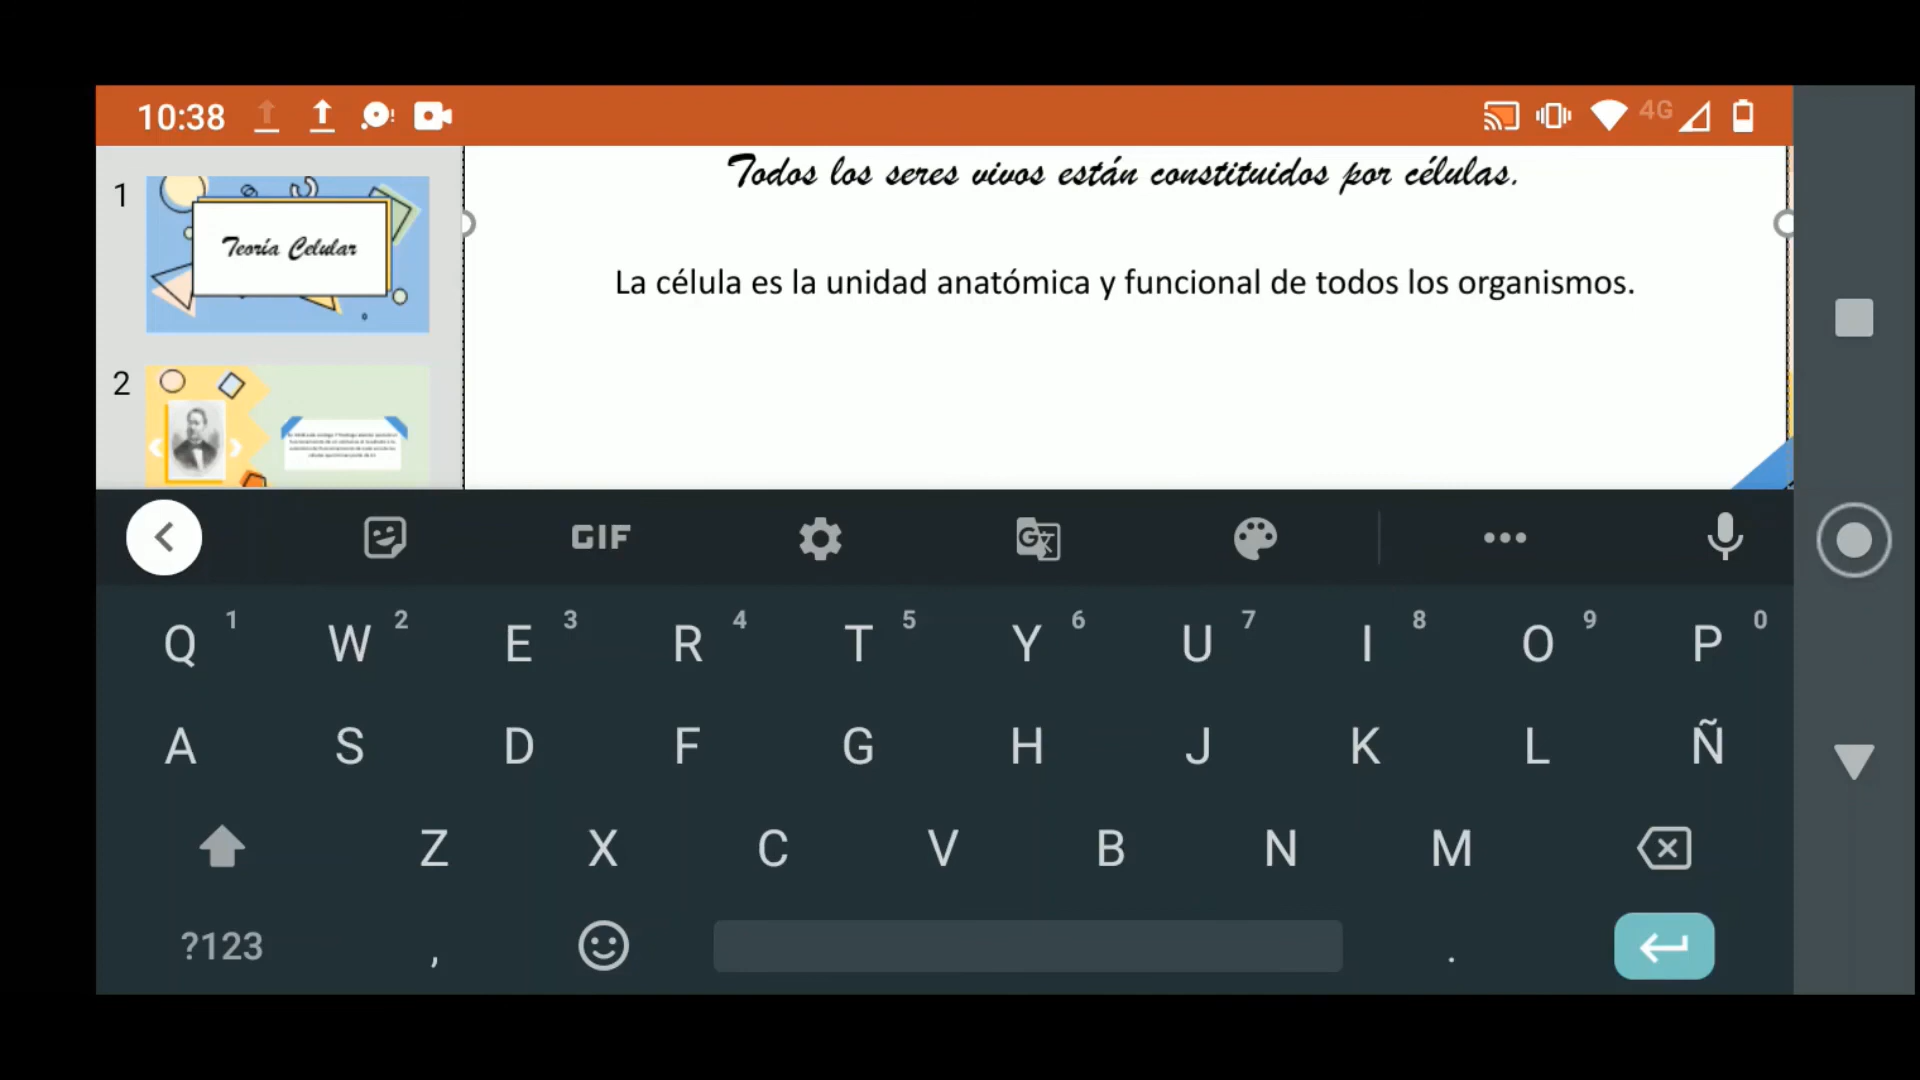 10:38
4G
1
Teoría Celular
2
Todos los seres vivos están constituidos por células.
La célula es la unidad anatómica y funcional de todos los organismos.
GIF
Q 1 W 2 E 3 R 4 T 5 Y 6 U 7 I 8 O 9 P 0
A S D F G H J K L Ñ
Z X C V B N M
?123 , .